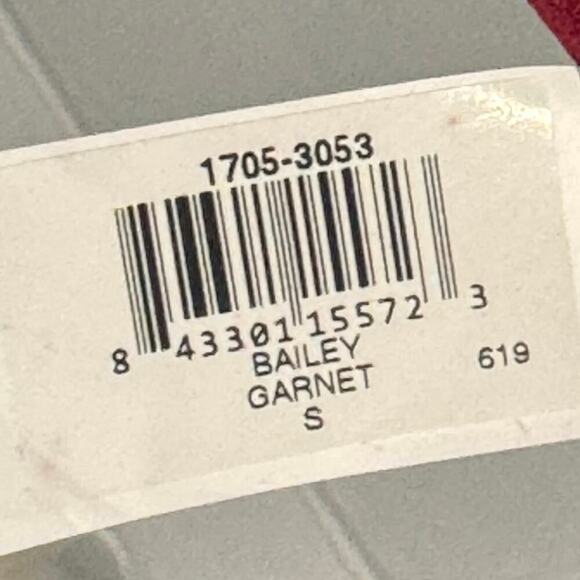 1705-3053
8 43301 15572 3
BAILEY
GARNET 619
S